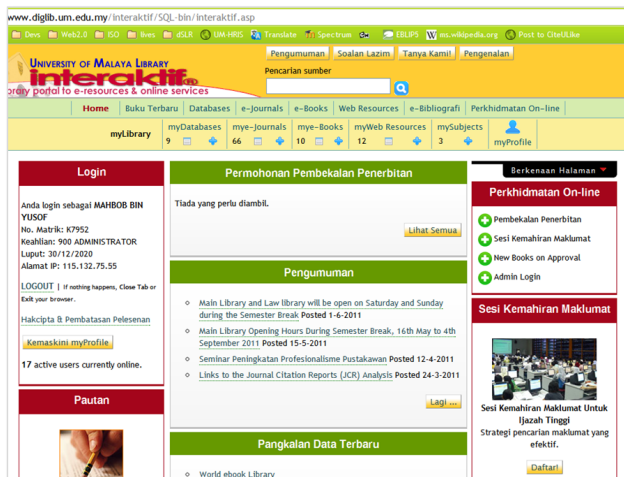 www.diglib.um.edu.my/interaktif/SQL-bin/interaktif.asp
Devs Web2.0 ISO lives dSLR UM-HRIS Translate Spectrum EBLIP5 ms.wikipedia.org Post to CiteULike
Pengumuman Soalan Lazim Tanya Kami! Pengenalan
UNIVERSITY OF MALAYA LIBRARY
interaktif
brary portal to e-resources & online services
Pencarian sumber
Home Buku Terbaru Databases e-Journals e-Books Web Resources e-Bibliografi Perkhidmatan On-line
myLibrary
myDatabases mye-Journals mye-Books myWeb Resources mySubjects
9 66 10 12 3 myProfile
Login
Anda login sebagai MAHBOB BIN
YUSOF
No. Matrik: K7952
Keahlian: 900 ADMINISTRATOR
Luput: 30/12/2020
Alamat IP: 115.132.75.55
LOGOUT | If nothing happens, Close Tab or
Exit your browser.
Hakcipta & Pembatasan Pelesenan
Kemaskini myProfile
17 active users currently online.
Pautan
Permohonan Pembekalan Penerbitan
Tiada yang perlu diambil.
Lihat Semua
Pengumuman
Main Library and Law library will be open on Saturday and Sunday
during the Semester Break Posted 1-6-2011
Main Library Opening Hours During Semester Break, 16th May to 4th
September 2011 Posted 15-5-2011
Seminar Peningkatan Profesionalisme Pustakawan Posted 12-4-2011
Links to the Journal Citation Reports (JCR) Analysis Posted 24-3-2011
Lagi ...
Pangkalan Data Terbaru
World ebook Library
Berkenaan Halaman
Perkhidmatan On-line
Pembekalan Penerbitan
Sesi Kemahiran Maklumat
New Books on Approval
Admin Login
Sesi Kemahiran Maklumat
Sesi Kemahiran Maklumat Untuk
Ijazah Tinggi
Strategi pencarian maklumat yang
efektif.
Daftar!